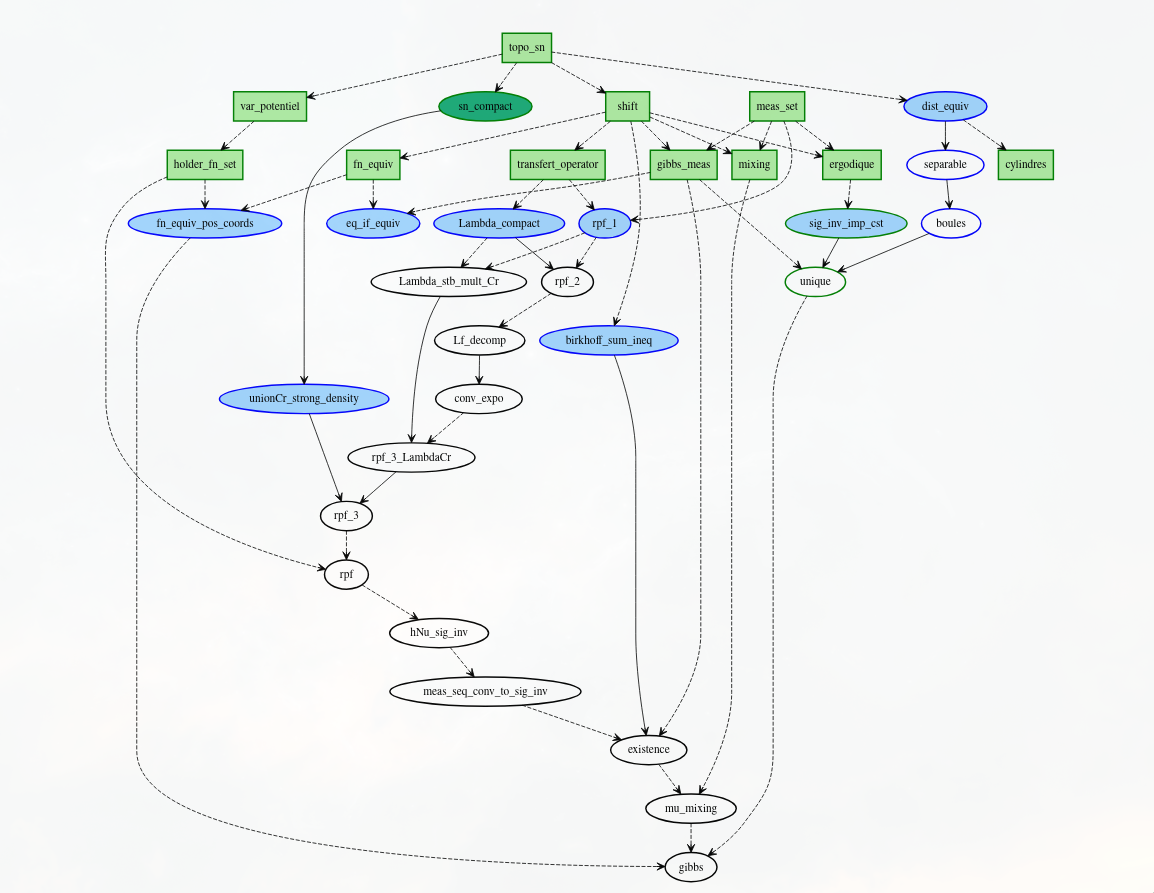 topo_sn
var_potentiel
sn_compact
shift
meas_set
dist_equiv
holder_fn_set
fn_equiv
transfert_operator
gibbs_meas
mixing
ergodique
separable
cylindres
fn_equiv_pos_coords
eq_if_equiv
Lambda_compact
rpf_1
sig_inv_imp_cst
boules
Lambda_stb_mult_Cr
rpf_2
unique
Lf_decomp
birkhoff_sum_ineq
unionCr_strong_density
conv_expo
rpf_3_LambdaCr
rpf_3
rpf
hNu_sig_inv
meas_seq_conv_to_sig_inv
existence
mu_mixing
gibbs